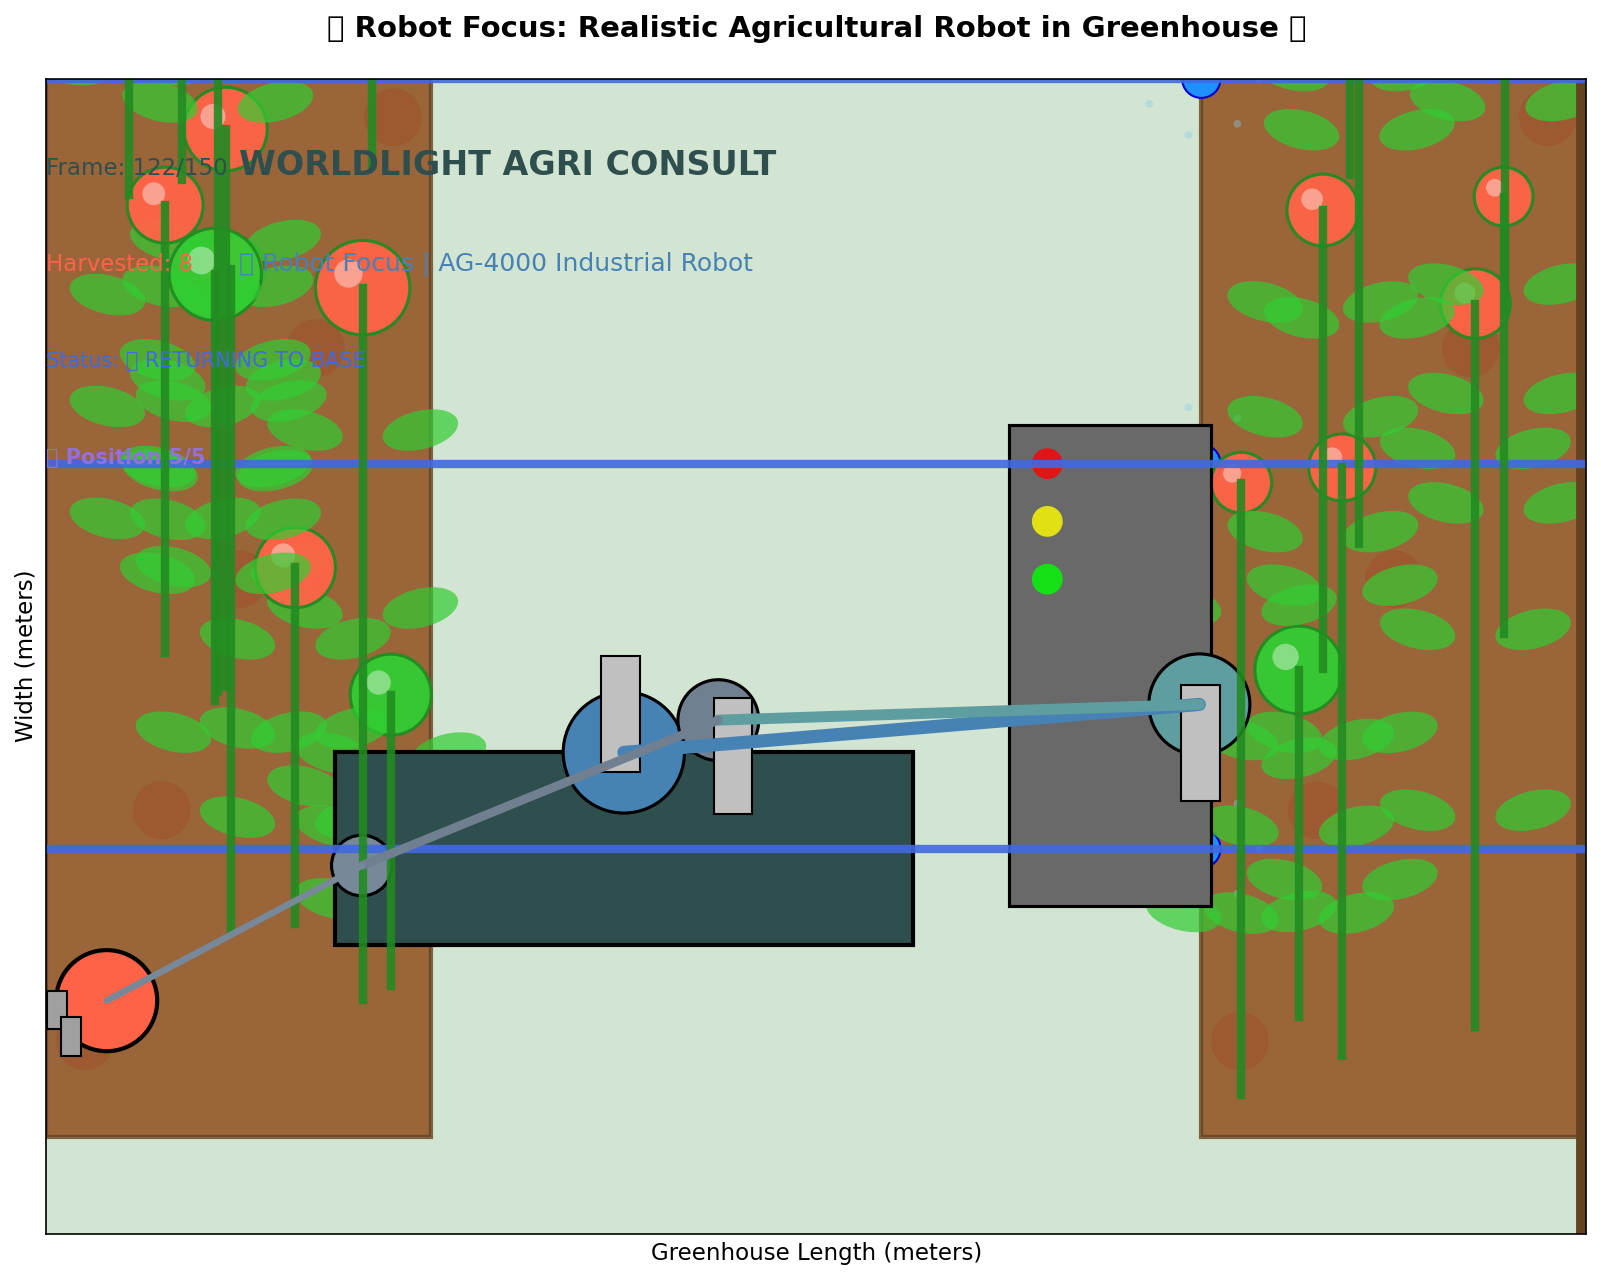 Robot Focus: Realistic Agricultural Robot in Greenhouse
Frame: 122/150
WORLDLIGHT AGRI CONSULT
Harvested: 8
Robot Focus | AG-4000 Industrial Robot
Status: RETURNING TO BASE
Position 5/5
Width (meters)
Greenhouse Length (meters)